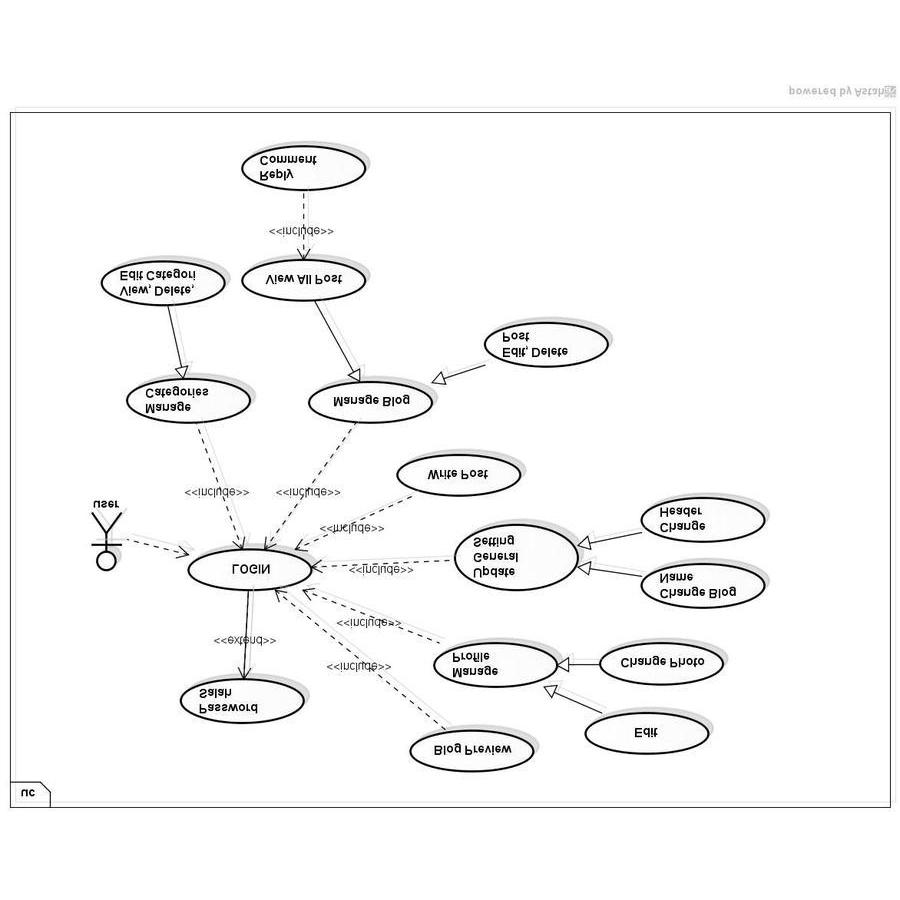 uc
Blog Preview
Edit
Password
Salah
<<include>>
Manage
Profile
Change Photo
<<extend>>
<<include>>
Change Blog
Name
Update
General
Setting
<<include>>
LOGIN
Change
Header
<<include>>
user
<<include>>
<<include>>
Write Post
Manage
Categories
Manage Blog
Edit, Delete
Post
View, Delete,
Edit Categori
View All Post
<<include>>
Reply
Comment
powered by Astah